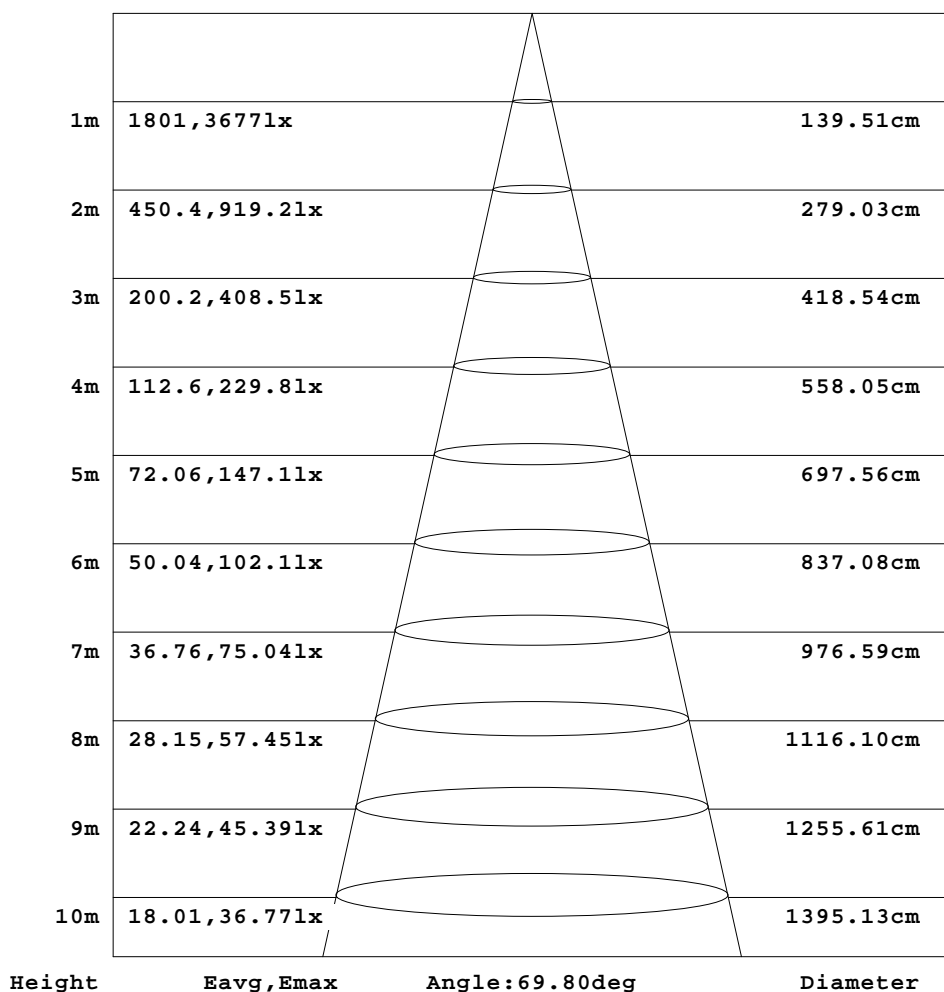 1m 1801,3677lx 139.51cm
2m 450.4,919.2lx 279.03cm
3m 200.2,408.5lx 418.54cm
4m 112.6,229.8lx 558.05cm
5m 72.06,147.1lx 697.56cm
6m 50.04,102.1lx 837.08cm
7m 36.76,75.04lx 976.59cm
8m 28.15,57.45lx 1116.10cm
9m 22.24,45.39lx 1255.61cm
10m 18.01,36.77lx 1395.13cm
Height Eavg,Emax Angle:69.80deg Diameter